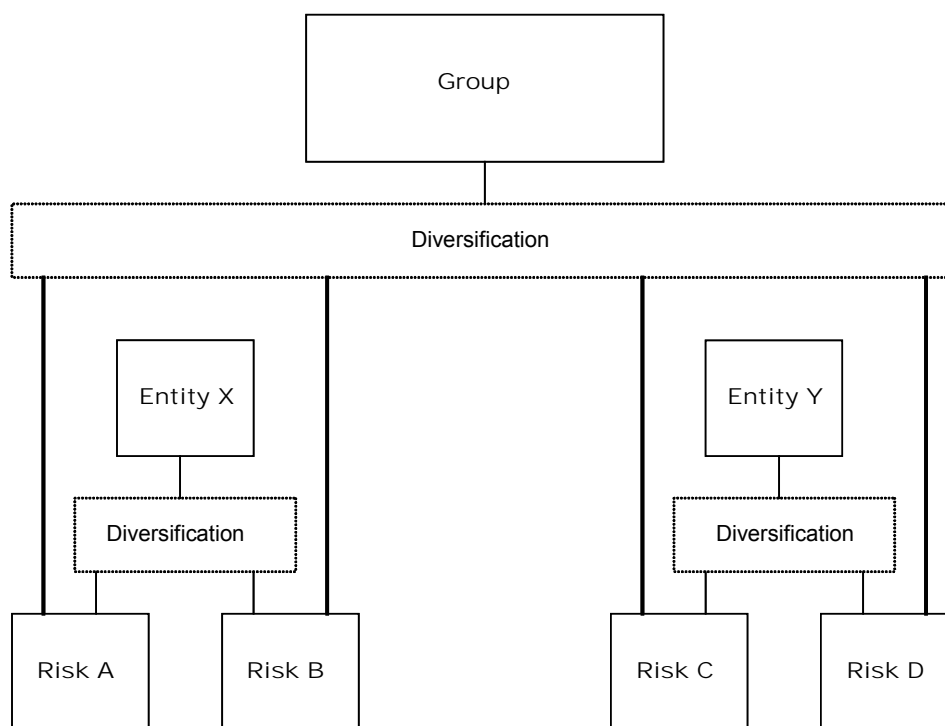 Group
Diversification
Entity X
Entity Y
Diversification
Diversification
Risk A
Risk B
Risk C
Risk D